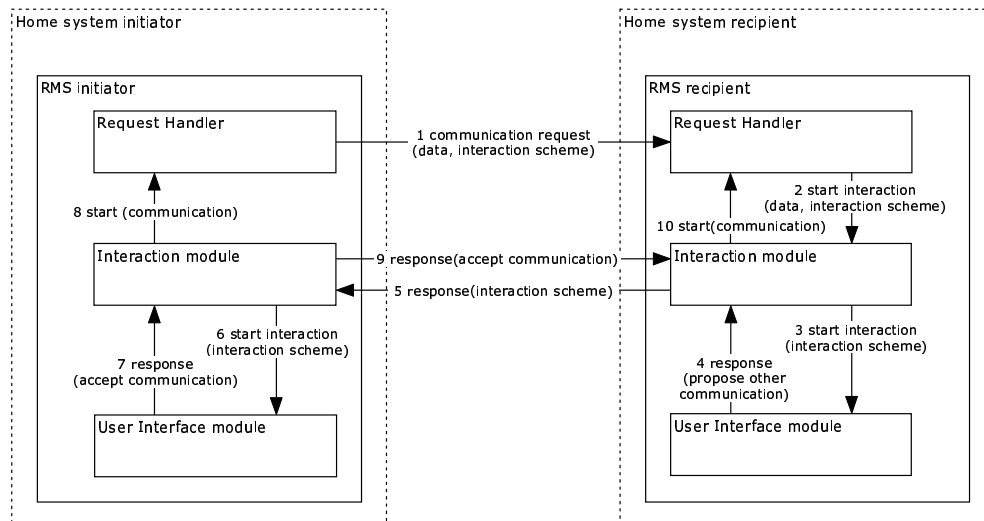 Home system initiator
RMS initiator
Request Handler
8 start (communication)
Interaction module
7 response
(accept communication)
6 start interaction
(interaction scheme)
User Interface module
1 communication request
(data, interaction scheme)
9 response(accept communication)
5 response(interaction scheme)
Home system recipient
RMS recipient
Request Handler
2 start interaction
(data, interaction scheme)
10 start(communication)
Interaction module
3 start interaction
(interaction scheme)
4 response
(propose other
communication)
User Interface module